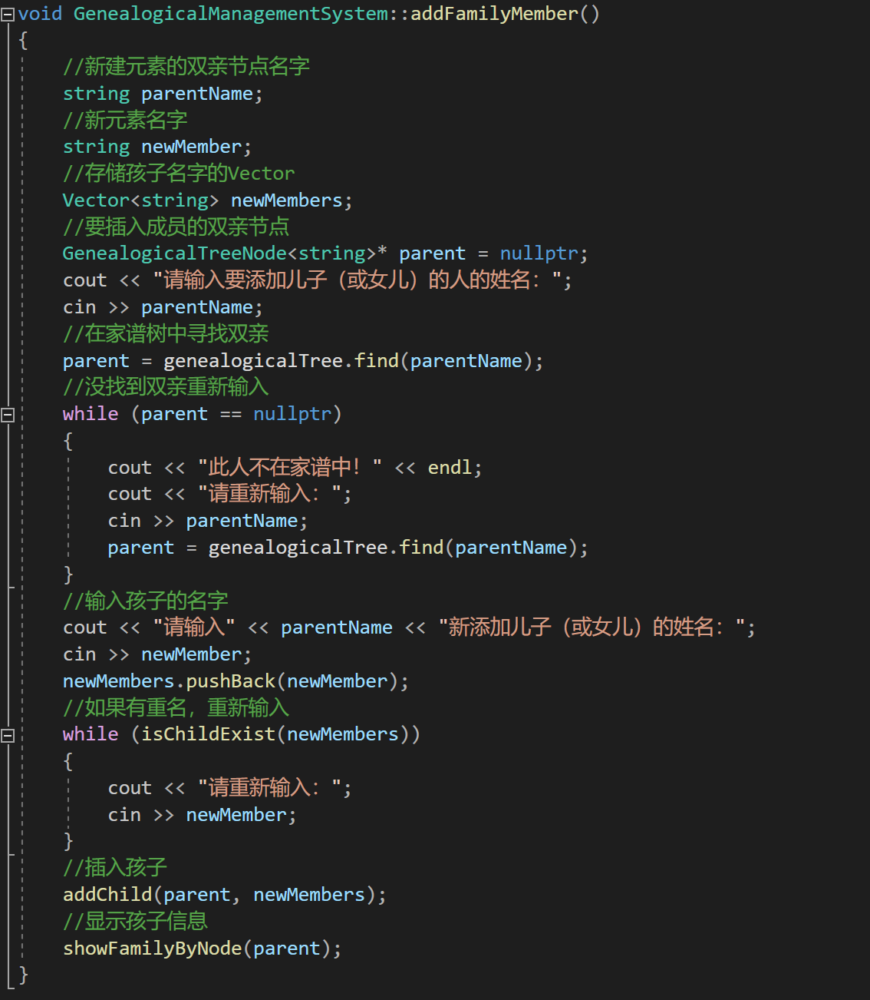 void GenealogicalManagementSystem::addFamilyMember()
{
    //新建元素的双亲节点名字
    string parentName;
    //新元素名字
    string newMember;
    //存储孩子名字的Vector
    Vector<string> newMembers;
    //要插入成员的双亲节点
    GenealogicalTreeNode<string>* parent = nullptr;
    cout << "请输入要添加儿子（或女儿）的人的姓名：";
    cin >> parentName;
    //在家谱树中寻找双亲
    parent = genealogicalTree.find(parentName);
    //没找到双亲重新输入
    while (parent == nullptr)
    {
        cout << "此人不在家谱中！" << endl;
        cout << "请重新输入：";
        cin >> parentName;
        parent = genealogicalTree.find(parentName);
    }
    //输入孩子的名字
    cout << "请输入" << parentName << "新添加儿子（或女儿）的姓名：";
    cin >> newMember;
    newMembers.pushBack(newMember);
    //如果有重名，重新输入
    while (isChildExist(newMembers))
    {
        cout << "请重新输入：";
        cin >> newMember;
    }
    //插入孩子
    addChild(parent, newMembers);
    //显示孩子信息
    showFamilyByNode(parent);
}